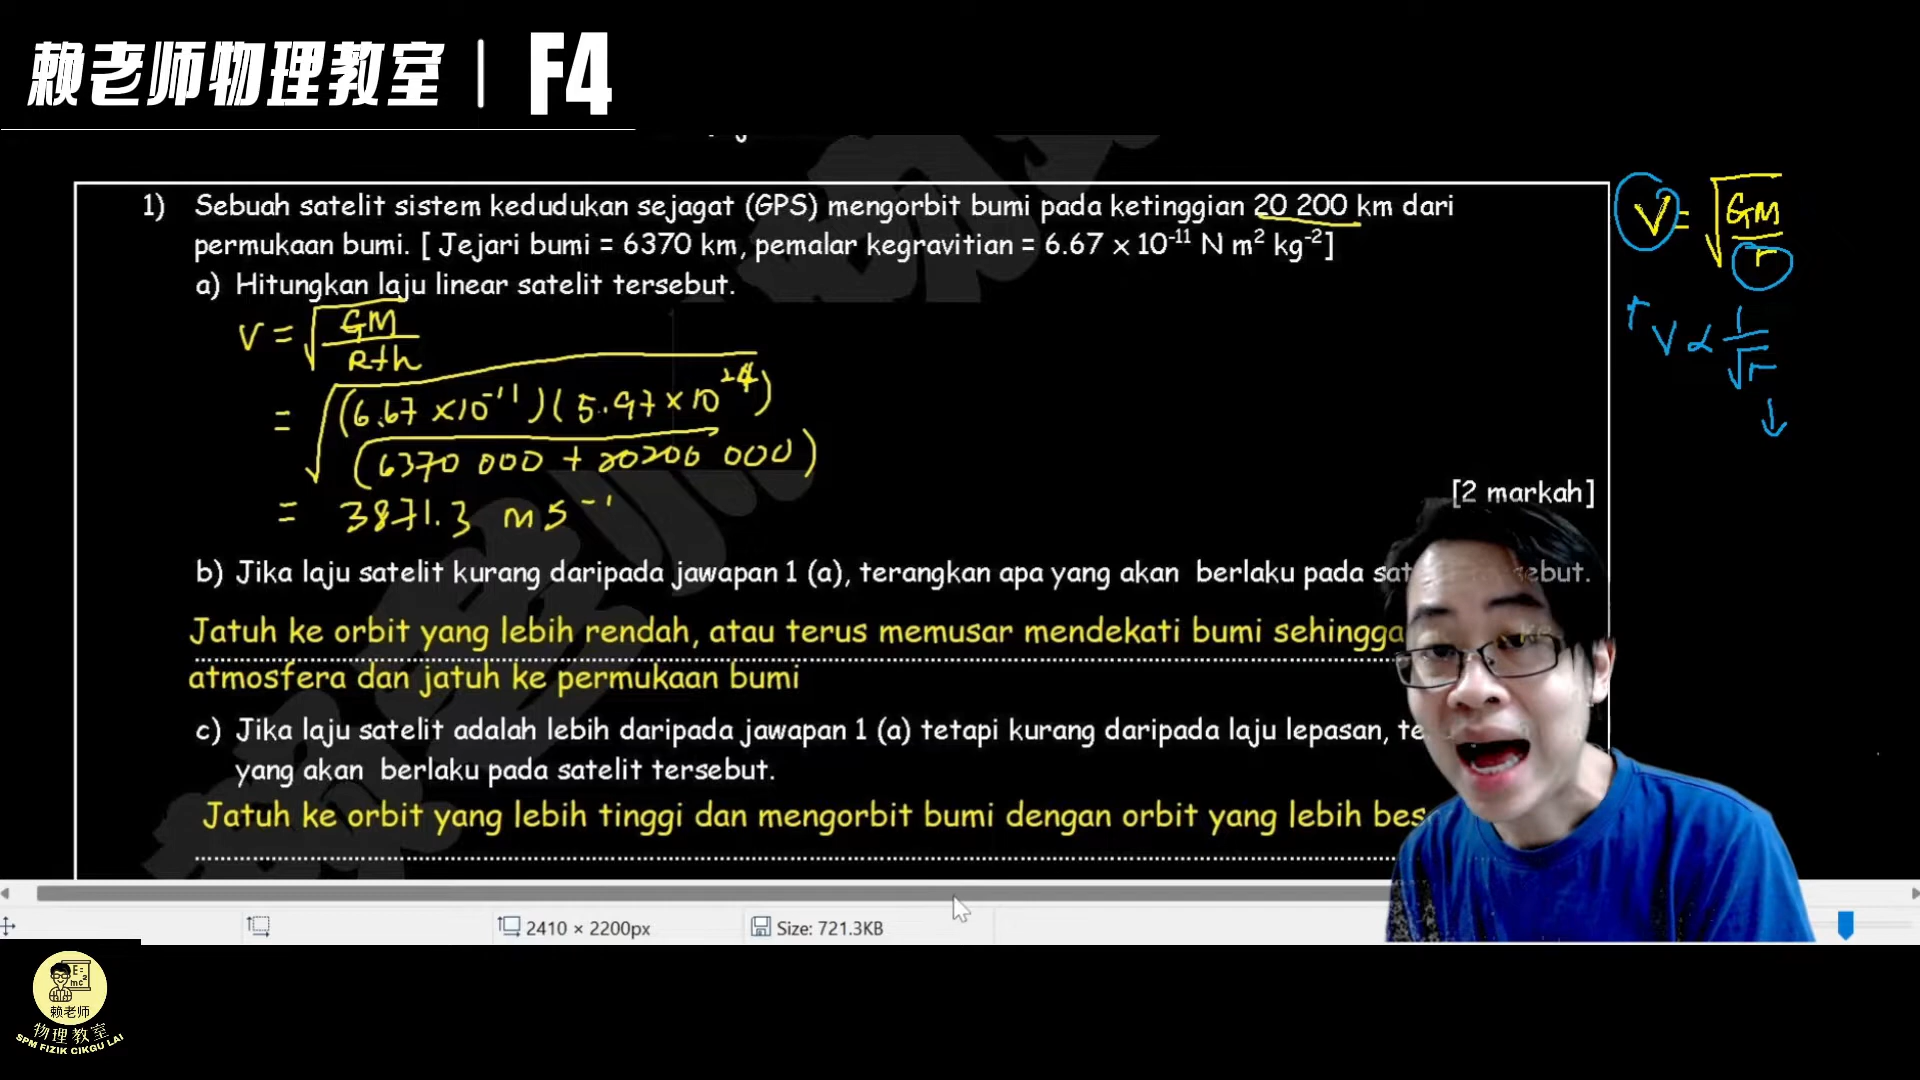 赖老师物理教室 | F4
1) Sebuah satelit sistem kedudukan sejagat (GPS) mengorbit bumi pada ketinggian 20 200 km dari
permukaan bumi. [ Jejari bumi = 6370 km, pemalar kegravitian = 6.67 x 10⁻¹¹ N m² kg⁻²]
a) Hitungkan laju linear satelit tersebut.
V = √(GM / R+h)
= √((6.67 × 10⁻¹¹)(5.97 × 10²⁴) / (6370 000 + 20200 000))
= 3871.3 ms⁻¹
[2 markah]
b) Jika laju satelit kurang daripada jawapan 1 (a), terangkan apa yang akan berlaku pada
Jatuh ke orbit yang lebih rendah, atau terus memusar mendekati bumi sehingga
atmosfera dan jatuh ke permukaan bumi
c) Jika laju satelit adalah lebih daripada jawapan 1 (a) tetapi kurang daripada laju lepasan,
yang akan berlaku pada satelit tersebut.
Jatuh ke orbit yang lebih tinggi dan mengorbit bumi dengan orbit yang lebih
V = √(GM / r)
↑ V ∝ 1/√r
↓
2410 × 2200px
Size: 721.3KB
E=
mc²
赖老师
物理教室
SPM FIZIK CIKGU LAI